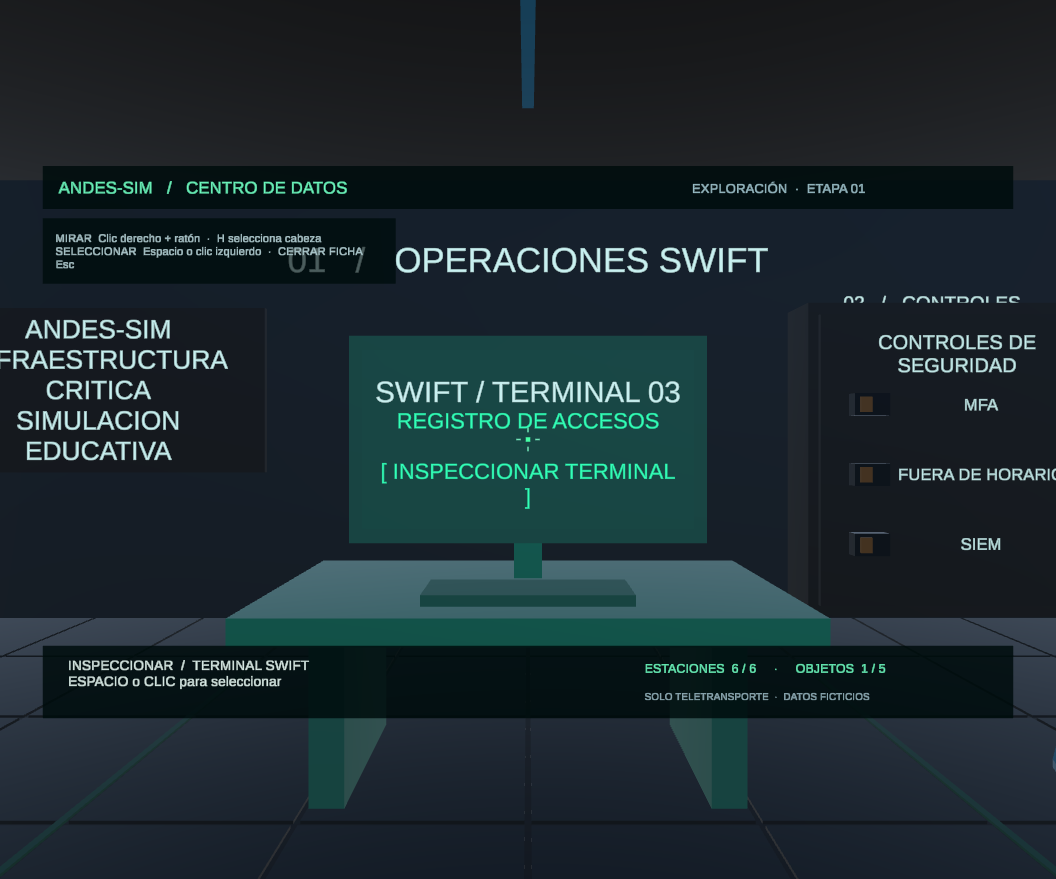 ANDES-SIM / CENTRO DE DATOS
EXPLORACIÓN · ETAPA 01
MIRAR Clic derecho + ratón · H selecciona cabeza
SELECCIONAR Espacio o clic izquierdo · CERRAR FICHA
Esc
01 / OPERACIONES SWIFT
02 / CONTROLES
ANDES-SIM
FRAESTRUCTURA
CRITICA
SIMULACION
EDUCATIVA
SWIFT / TERMINAL 03
REGISTRO DE ACCESOS
[ INSPECCIONAR TERMINAL
]
CONTROLES DE
SEGURIDAD
MFA
FUERA DE HORARIO
SIEM
INSPECCIONAR / TERMINAL SWIFT
ESPACIO o CLIC para seleccionar
ESTACIONES 6 / 6 · OBJETOS 1 / 5
SOLO TELETRANSPORTE · DATOS FICTICIOS